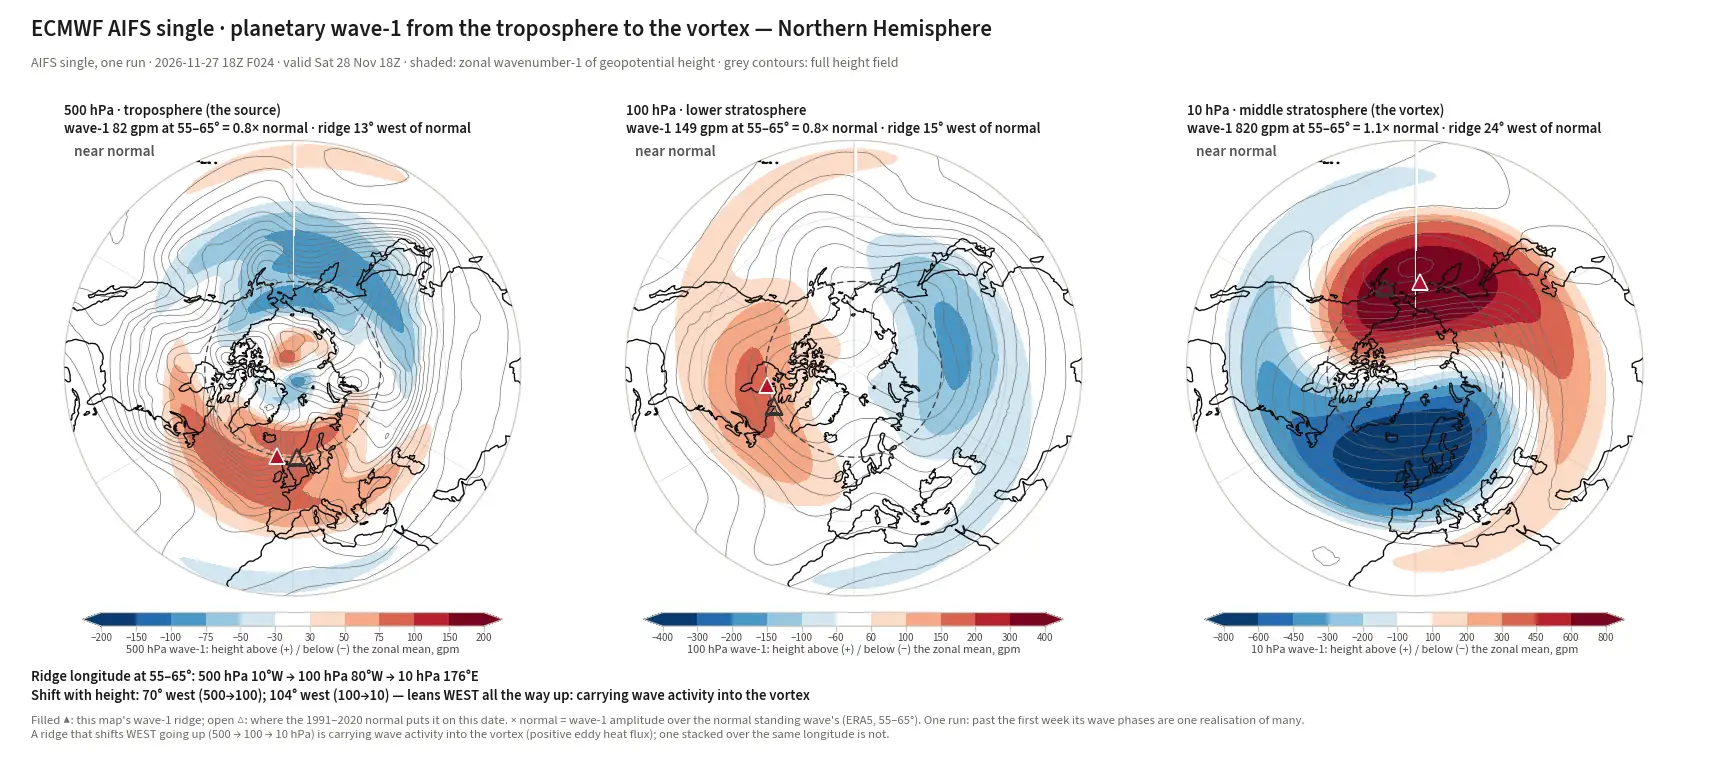 ECMWF AIFS single · planetary wave-1 from the troposphere to the vortex — Northern Hemisphere
AIFS single, one run · 2026-11-27 18Z F024 · valid Sat 28 Nov 18Z · shaded: zonal wavenumber-1 of geopotential height · grey contours: full height field
500 hPa · troposphere (the source)
wave-1 82 gpm at 55–65° = 0.8× normal · ridge 13° west of normal
near normal
100 hPa · lower stratosphere
wave-1 149 gpm at 55–65° = 0.8× normal · ridge 15° west of normal
near normal
10 hPa · middle stratosphere (the vortex)
wave-1 820 gpm at 55–65° = 1.1× normal · ridge 24° west of normal
near normal
−200 −150 −100 −75 −50 −30 30 50 75 100 150 200
500 hPa wave-1: height above (+) / below (−) the zonal mean, gpm
−400 −300 −200 −150 −100 −60 60 100 150 200 300 400
100 hPa wave-1: height above (+) / below (−) the zonal mean, gpm
−800 −600 −450 −300 −200 −100 100 200 300 450 600 800
10 hPa wave-1: height above (+) / below (−) the zonal mean, gpm
Ridge longitude at 55–65°: 500 hPa 10°W → 100 hPa 80°W → 10 hPa 176°E
Shift with height: 70° west (500→100); 104° west (100→10) — leans WEST all the way up: carrying wave activity into the vortex
Filled ▲: this map's wave-1 ridge; open △: where the 1991–2020 normal puts it on this date. × normal = wave-1 amplitude over the normal standing wave's (ERA5, 55–65°). One run: past the first week its wave phases are one realisation of many.
A ridge that shifts WEST going up (500 → 100 → 10 hPa) is carrying wave activity into the vortex (positive eddy heat flux); one stacked over the same longitude is not.